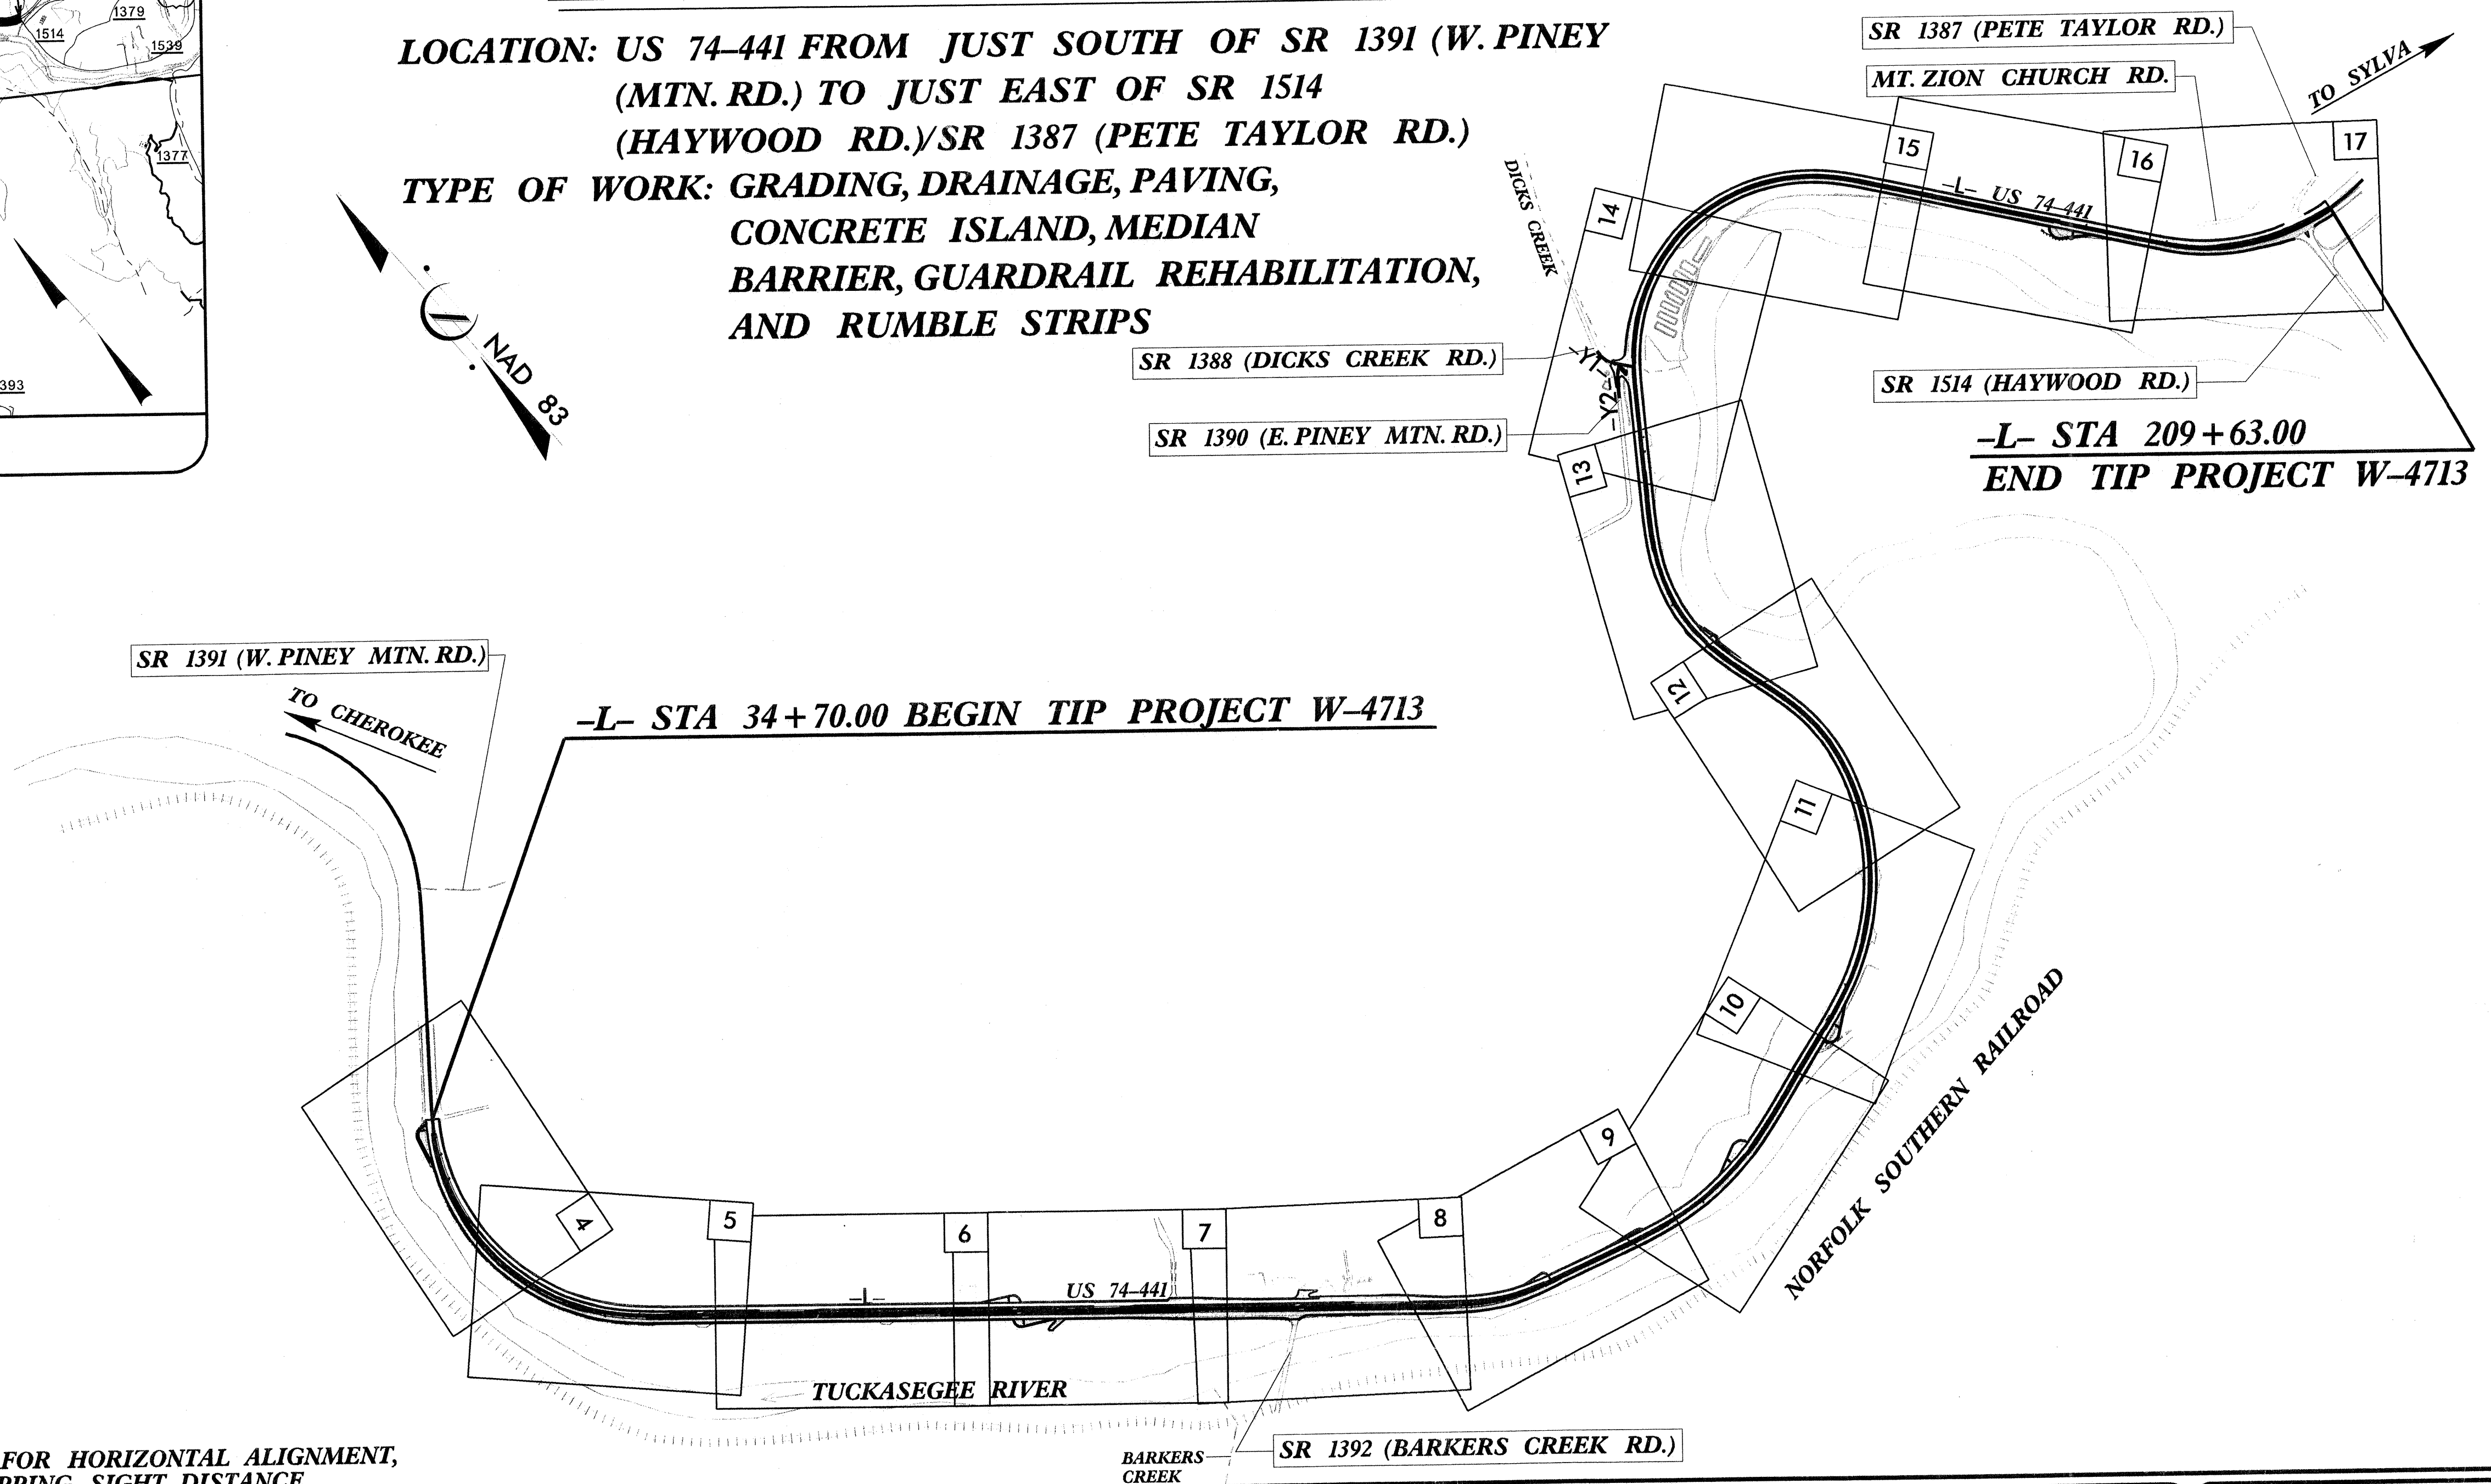 1379
1514
1539
1377
393
LOCATION: US 74–441 FROM JUST SOUTH OF SR 1391 (W. PINEY
(MTN. RD.) TO JUST EAST OF SR 1514
(HAYWOOD RD.)/SR 1387 (PETE TAYLOR RD.)
TYPE OF WORK: GRADING, DRAINAGE, PAVING,
CONCRETE ISLAND, MEDIAN
BARRIER, GUARDRAIL REHABILITATION,
AND RUMBLE STRIPS
NAD 83
SR 1387 (PETE TAYLOR RD.)
MT. ZION CHURCH RD.
TO SYLVA
17
16
15
14
–L– US 74–441
DICKS CREEK
SR 1388 (DICKS CREEK RD.)
–Y1–
–Y2–
SR 1390 (E. PINEY MTN. RD.)
SR 1514 (HAYWOOD RD.)
–L– STA 209+63.00
END TIP PROJECT W–4713
13
12
11
10
9
SR 1391 (W. PINEY MTN. RD.)
TO CHEROKEE
–L– STA 34+70.00 BEGIN TIP PROJECT W–4713
4
5
6
7
8
–L–
US 74–441
NORFOLK SOUTHERN RAILROAD
TUCKASEGEE RIVER
BARKERS
CREEK
SR 1392 (BARKERS CREEK RD.)
FOR HORIZONTAL ALIGNMENT,
SIGHT DISTANCE